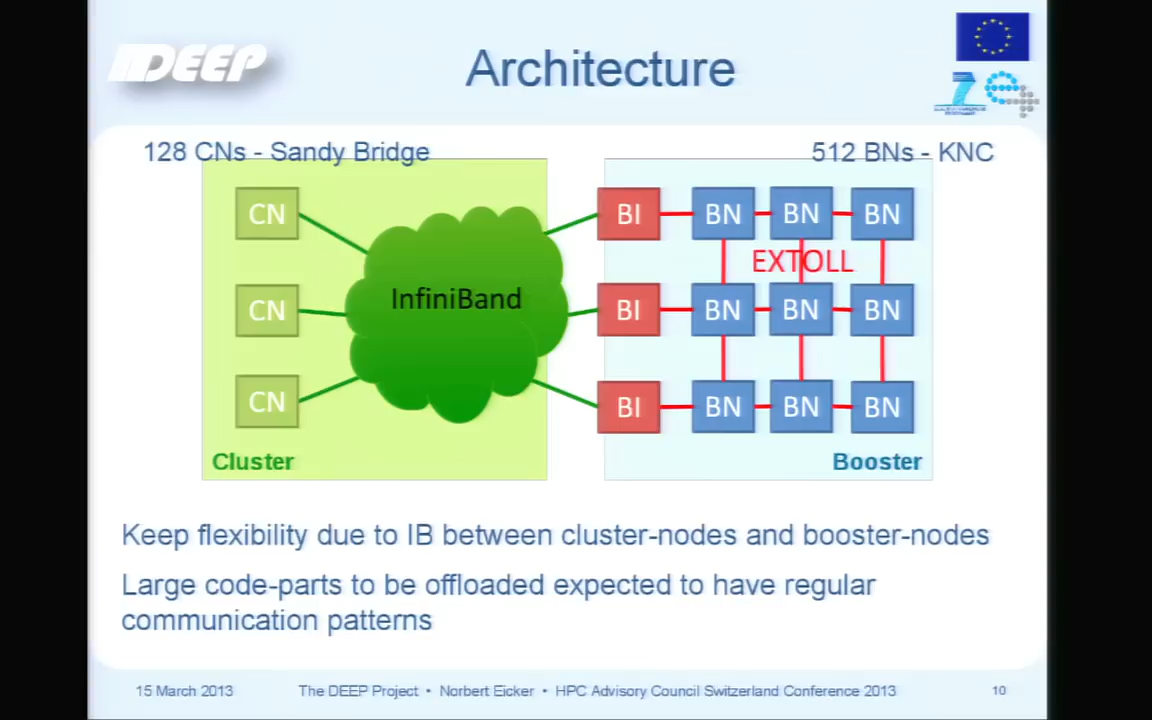 DEEP
Architecture
128 CNs - Sandy Bridge
512 BNs - KNC
CN
BI
BN
BN
BN
EXTOLL
InfiniBand
CN
BI
BN
BN
BN
CN
BI
BN
BN
BN
Cluster
Booster
Keep flexibility due to IB between cluster-nodes and booster-nodes
Large code-parts to be offloaded expected to have regular
communication patterns
15 March 2013
The DEEP Project • Norbert Eicker • HPC Advisory Council Switzerland Conference 2013
10